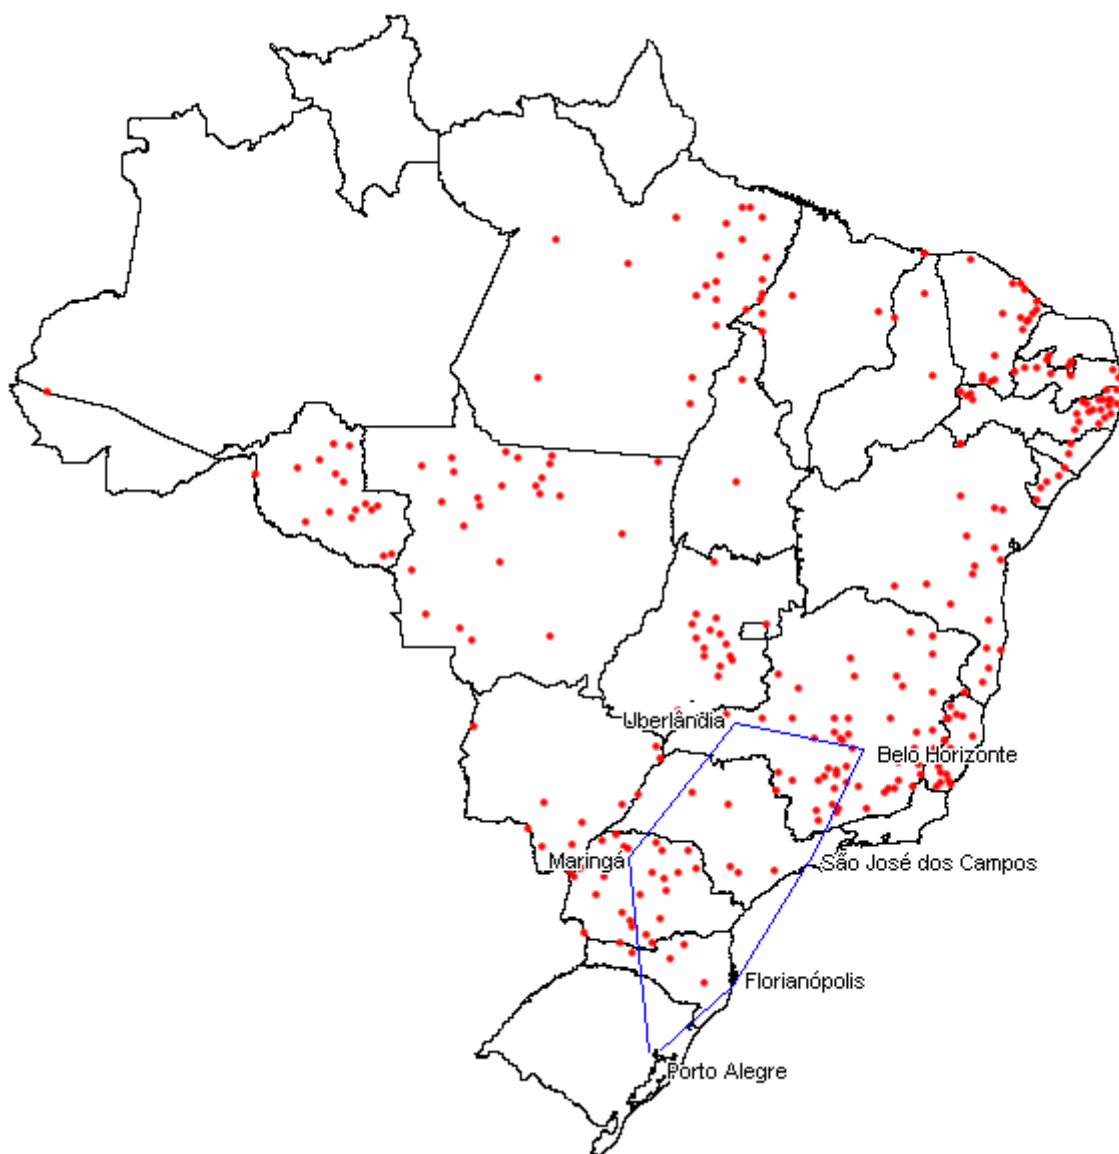 Uberlândia
Belo Horizonte
Maringá
São José dos Campos
Florianópolis
Porto Alegre